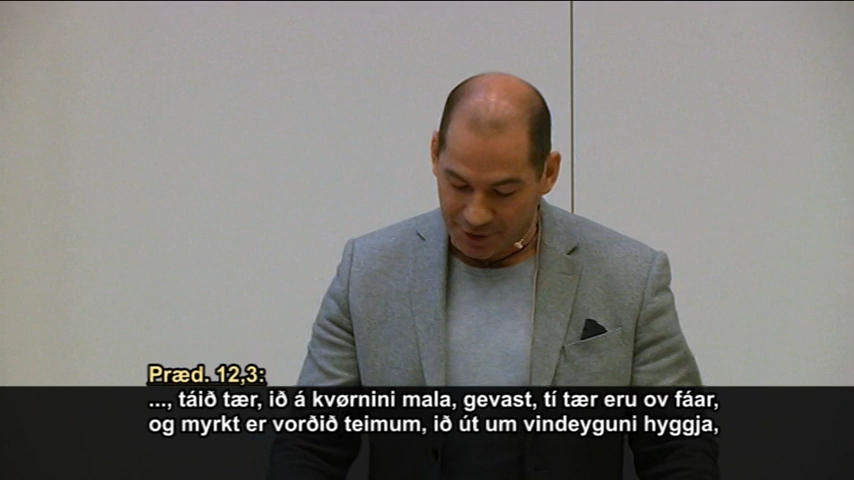 Præd. 12,3:
..., táið tær, ið á kvørnini mala, gevast, tí tær eru ov fáar,
og myrkt er vorðið teimum, ið út um vindeyguni hyggja,